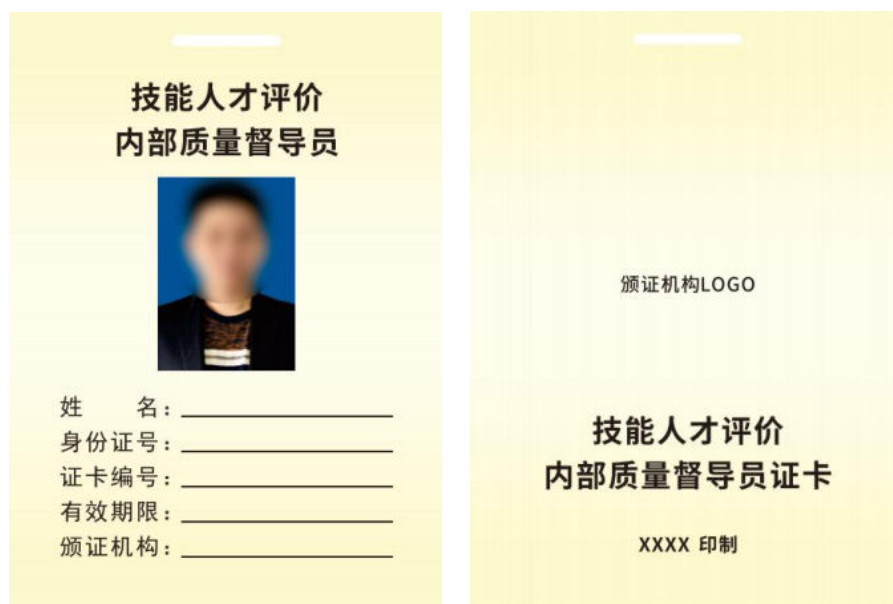 技能人才评价
内部质量督导员
姓　　名：
身份证号：
证卡编号：
有效期限：
颁证机构：
颁证机构LOGO
技能人才评价
内部质量督导员证卡
XXXX 印制